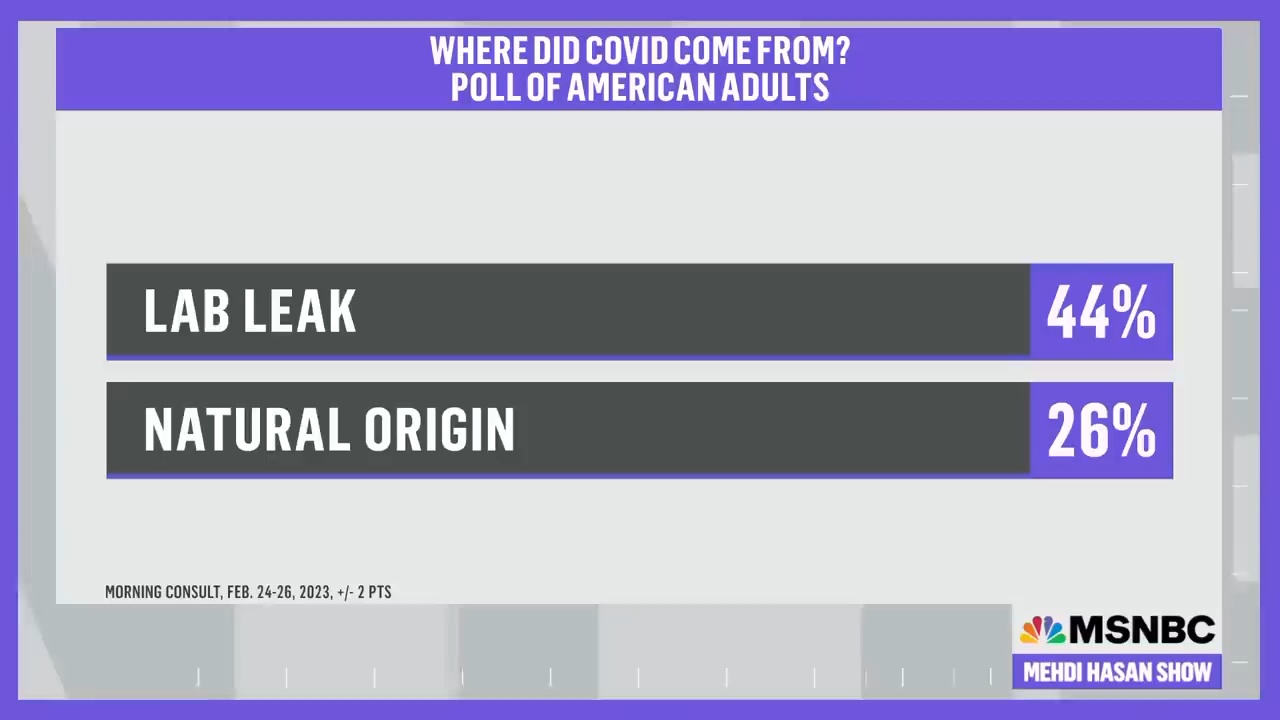 WHERE DID COVID COME FROM?
POLL OF AMERICAN ADULTS
LAB LEAK 44%
NATURAL ORIGIN 26%
MORNING CONSULT, FEB. 24-26, 2023, +/- 2 PTS
MSNBC
MEHDI HASAN SHOW